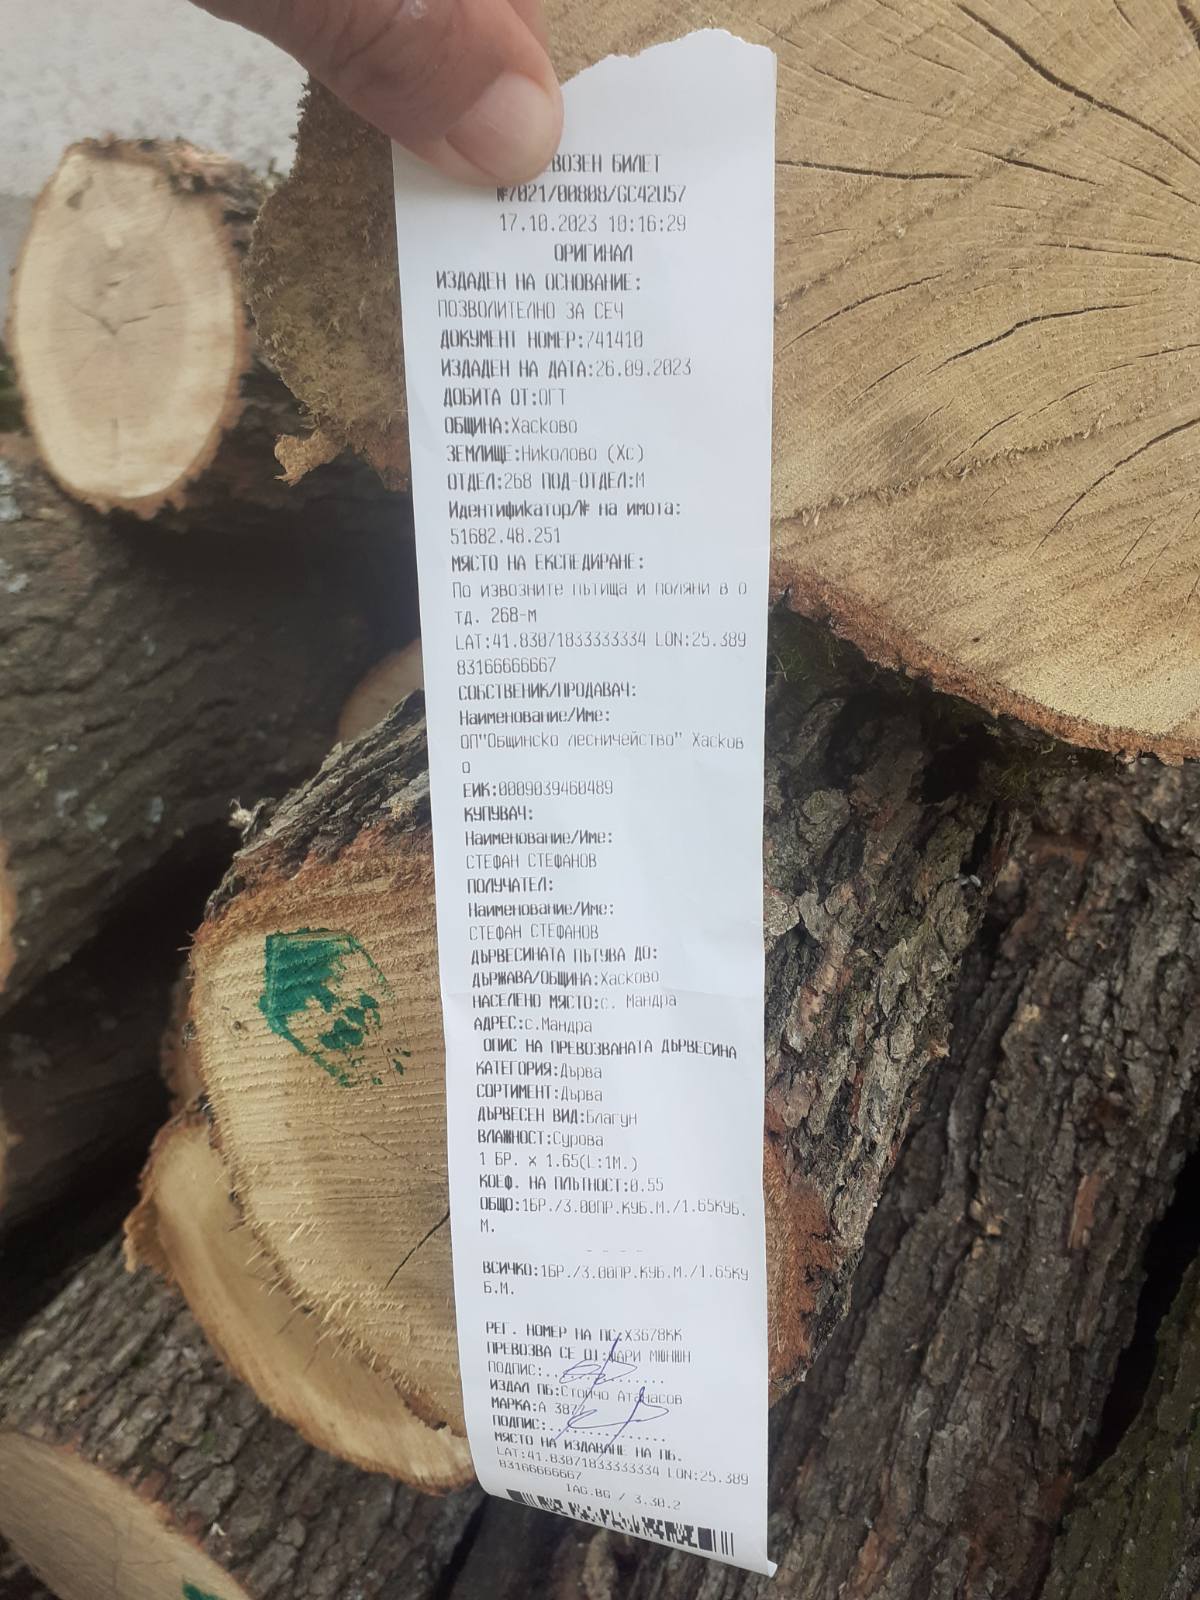 ВОЗЕН БИЛЕТ
№7021/00808/GC42U57
17.10.2023 10:16:29
ОРИГИНАЛ
ИЗДАДЕН НА ОСНОВАНИЕ:
ПОЗВОЛИТЕЛНО ЗА СЕЧ
ДОКУМЕНТ НОМЕР:741410
ИЗДАДЕН НА ДАТА:26.09.2023
ДОБИТА ОТ:ОГТ
ОБЩИНА:Хасково
ЗЕМЛИЩЕ:Николово (Хс)
ОТДЕЛ:268 ПОД-ОТДЕЛ:М
Идентификатор/№ на имота:
51682.48.251
МЯСТО НА ЕКСПЕДИРАНЕ:
По извозните пътища и поляни в о
тд. 268-м
LAT:41.83071833333334 LON:25.389
83166666667
СОБСТВЕНИК/ПРОДАВАЧ:
Наименование/Име:
ОП"Общинско лесничейство" Хасков
о
ЕИК:0009039460489
КУПУВАЧ:
Наименование/Име:
СТЕФАН СТЕФАНОВ
ПОЛУЧАТЕЛ:
Наименование/Име:
СТЕФАН СТЕФАНОВ
ДЪРВЕСИНАТА ПЪТУВА ДО:
ДЪРЖАВА/ОБЩИНА:Хасково
НАСЕЛЕНО МЯСТО:с. Мандра
АДРЕС:с.Мандра
ОПИС НА ПРЕВОЗВАНАТА ДЪРВЕСИНА
КАТЕГОРИЯ:Дърва
СОРТИМЕНТ:Дърва
ДЪРВЕСЕН ВИД:Благун
ВЛАЖНОСТ:Сурова
1 БР. x 1.65(L:1М.)
КОЕФ. НА ПЛЪТНОСТ:0.55
ОБЩО:1БР./3.00ПР.КУБ.М./1.65КУБ.
М.
- - - -
ВСИЧКО:1БР./3.00ПР.КУБ.М./1.65КУ
Б.М.
РЕГ. НОМЕР НА ПС:Х3678КК
ПРЕВОЗВА СЕ ОТ: МЮНЮН
ПОДПИС:..............
ИЗДАЛ ПБ:Стойчо Атанасов
МАРКА:А 387
ПОДПИС:..............
МЯСТО НА ИЗДАВАНЕ НА ПБ.
LAT:41.83071833333334 LON:25.389
83166666667
IAG.BG / 3.30.2